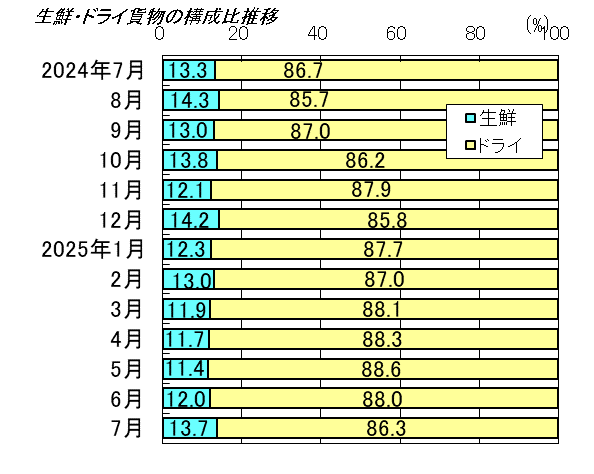 生鮮・ドライ貨物の構成比推移
(%)
0 20 40 60 80 100
2024年7月 13.3 86.7
8月 14.3 85.7
9月 13.0 87.0
10月 13.8 86.2
11月 12.1 87.9
12月 14.2 85.8
2025年1月 12.3 87.7
2月 13.0 87.0
3月 11.9 88.1
4月 11.7 88.3
5月 11.4 88.6
6月 12.0 88.0
7月 13.7 86.3
生鮮
ドライ